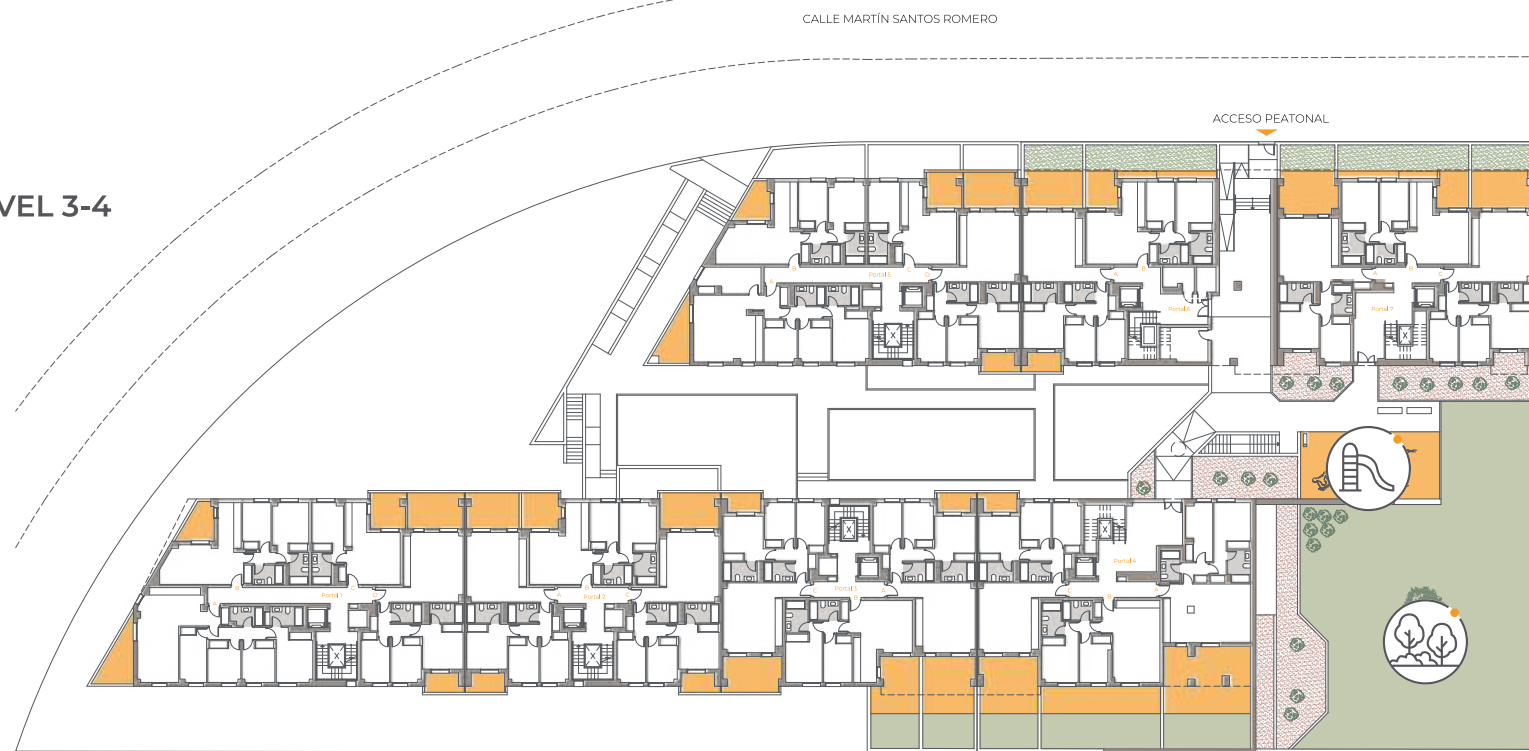 CALLE MARTÍN SANTOS ROMERO
ACCESO PEATONAL
VEL 3-4
B
C
Portal 5
D
A
A
B
Portal 6
A
B
C
Portal 7
B
C
Portal 1
D
A
B
A
Portal 2
C
C
Portal 3
B
A
Portal 4
C
B
A